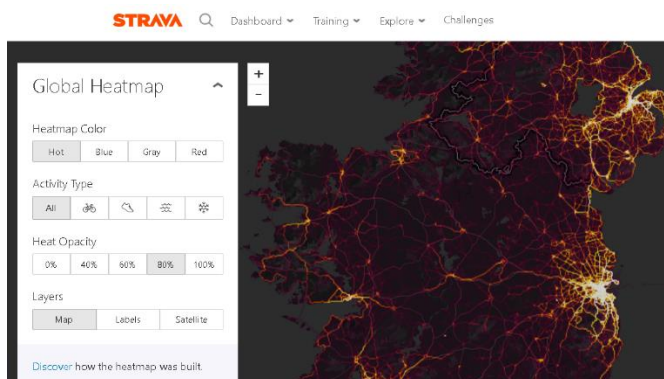 STRAVA Dashboard Training Explore Challenges
Global Heatmap
+
-
Heatmap Color
Hot Blue Gray Red
Activity Type
All
Heat Opacity
0% 40% 60% 80% 100%
Layers
Map Labels Satellite
Discover how the heatmap was built.